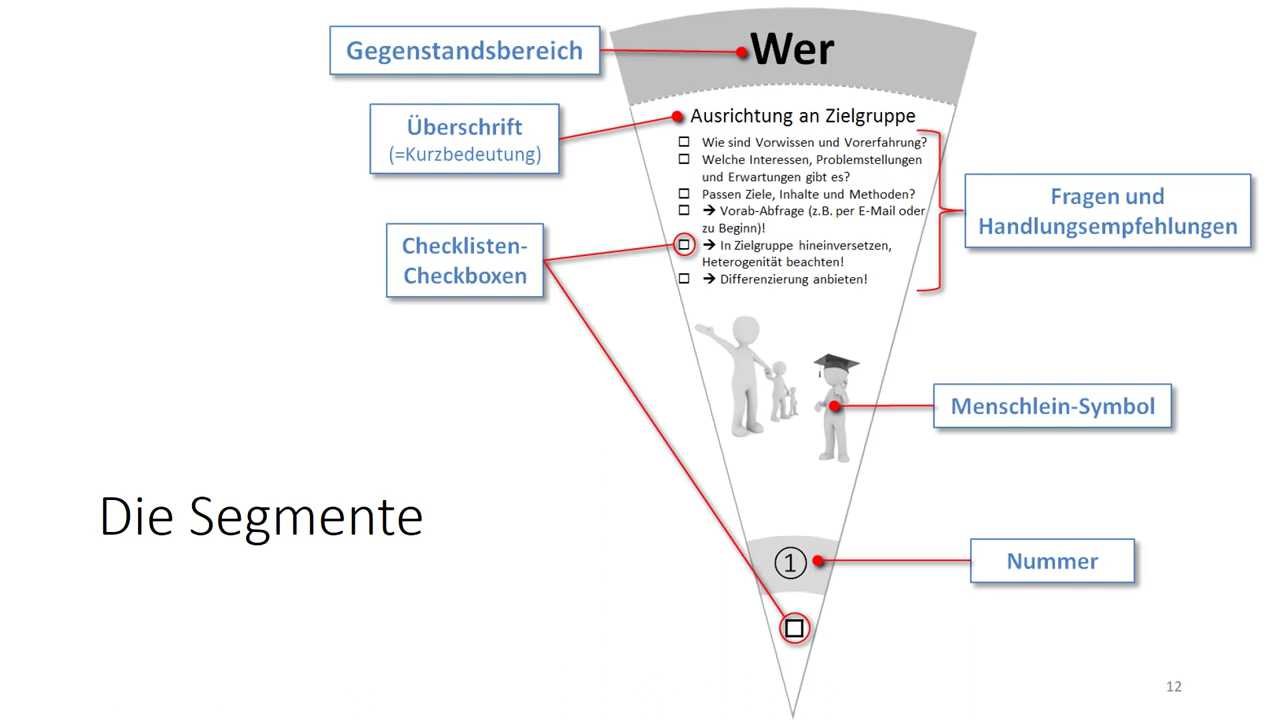 Gegenstandsbereich
Wer
Überschrift
(=Kurzbedeutung)
Ausrichtung an Zielgruppe
☐ Wie sind Vorwissen und Vorerfahrung?
☐ Welche Interessen, Problemstellungen
und Erwartungen gibt es?
☐ Passen Ziele, Inhalte und Methoden?
☐ ➔ Vorab-Abfrage (z.B. per E-Mail oder
zu Beginn)!
☐ ➔ In Zielgruppe hineinversetzen,
Heterogenität beachten!
☐ ➔ Differenzierung anbieten!
Fragen und
Handlungsempfehlungen
Checklisten-
Checkboxen
Menschlein-Symbol
Die Segmente
①
Nummer
☐
12